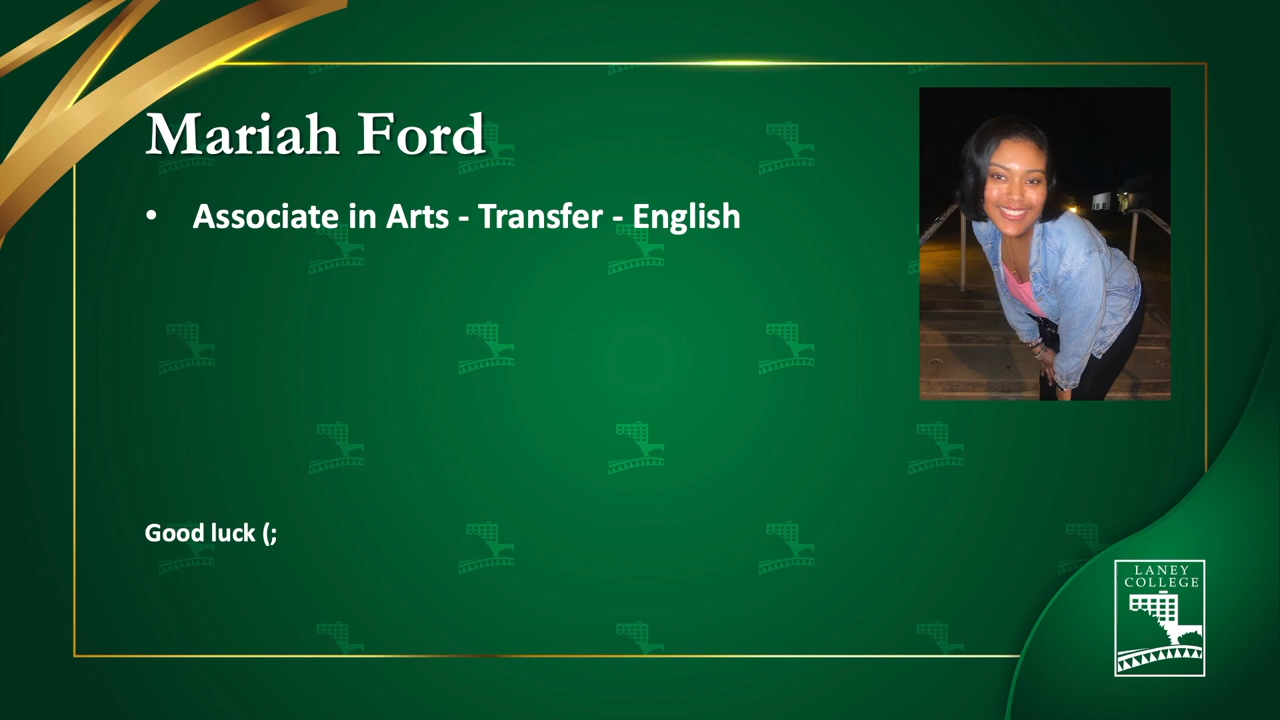 Mariah Ford
• Associate in Arts - Transfer - English
Good luck (;
LANEY
COLLEGE